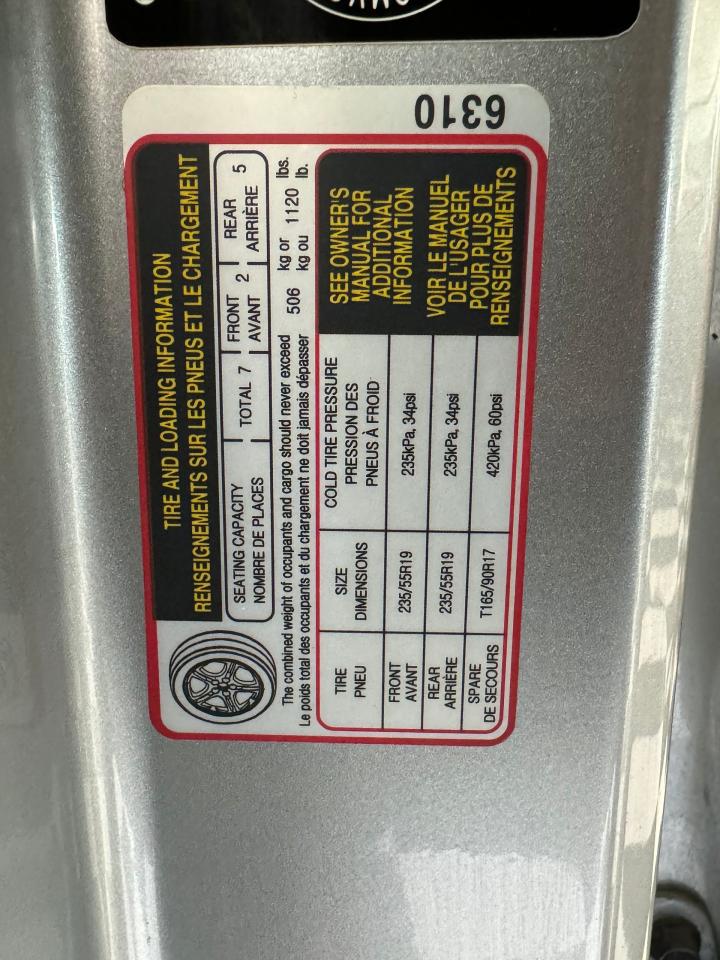 6310
TIRE AND LOADING INFORMATION
RENSEIGNEMENTS SUR LES PNEUS ET LE CHARGEMENT
SEATING CAPACITY
NOMBRE DE PLACES
TOTAL 7
FRONT
AVANT 2
REAR
ARRIÈRE 5
The combined weight of occupants and cargo should never exceed 506 kg or 1120 lbs.
Le poids total des occupants et du chargement ne doit jamais dépasser kg ou lb.
TIRE
PNEU
SIZE
DIMENSIONS
COLD TIRE PRESSURE
PRESSION DES
PNEUS À FROID
FRONT
AVANT
235/55R19
235kPa, 34psi
REAR
ARRIÈRE
235/55R19
235kPa, 34psi
SPARE
DE SECOURS
T165/90R17
420kPa, 60psi
SEE OWNER'S
MANUAL FOR
ADDITIONAL
INFORMATION
VOIR LE MANUEL
DE L'USAGER
POUR PLUS DE
RENSEIGNEMENTS